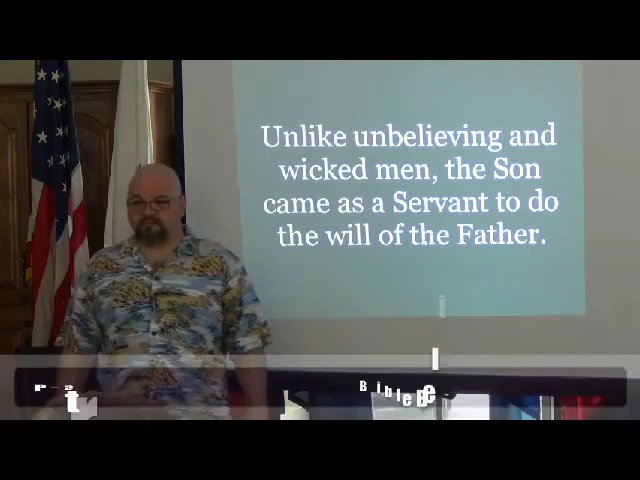 Unlike unbelieving and
wicked men, the Son
came as a Servant to do
the will of the Father.